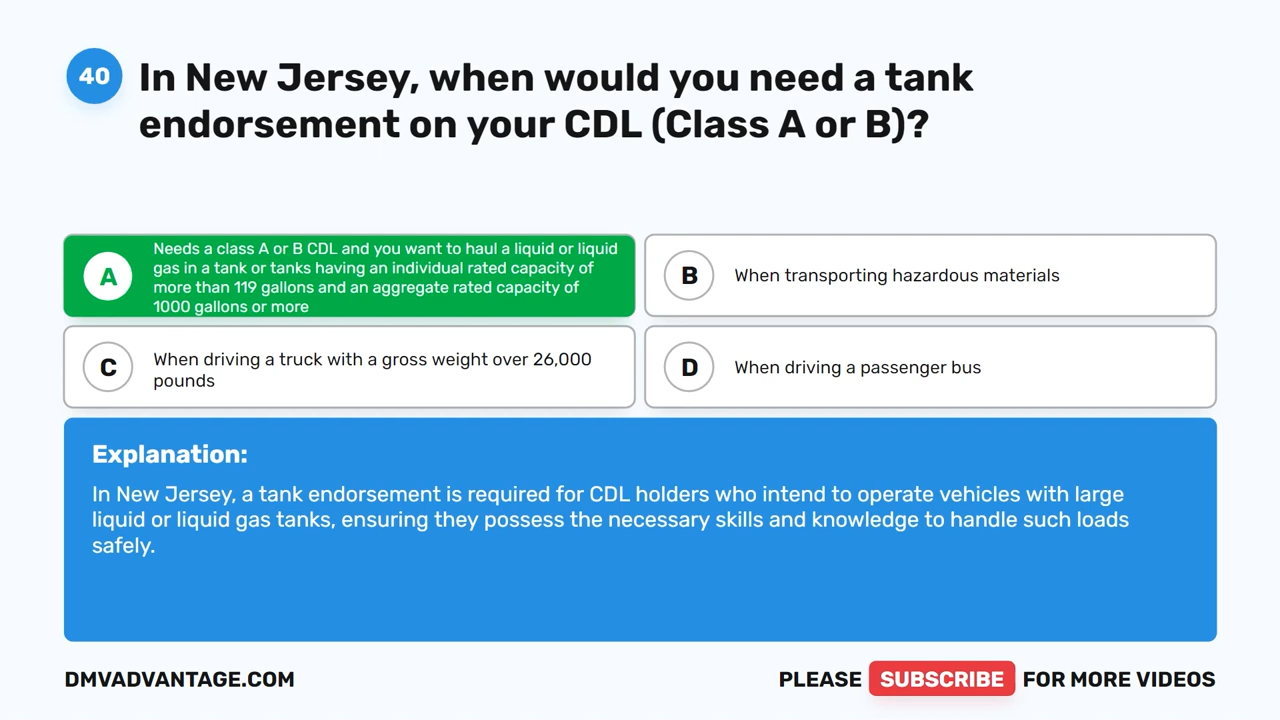 40
In New Jersey, when would you need a tank
endorsement on your CDL (Class A or B)?
A
Needs a class A or B CDL and you want to haul a liquid or liquid
gas in a tank or tanks having an individual rated capacity of
more than 119 gallons and an aggregate rated capacity of
1000 gallons or more
B
When transporting hazardous materials
C
When driving a truck with a gross weight over 26,000
pounds
D
When driving a passenger bus
Explanation:
In New Jersey, a tank endorsement is required for CDL holders who intend to operate vehicles with large
liquid or liquid gas tanks, ensuring they possess the necessary skills and knowledge to handle such loads
safely.
DMVADVANTAGE.COM
PLEASE SUBSCRIBE FOR MORE VIDEOS